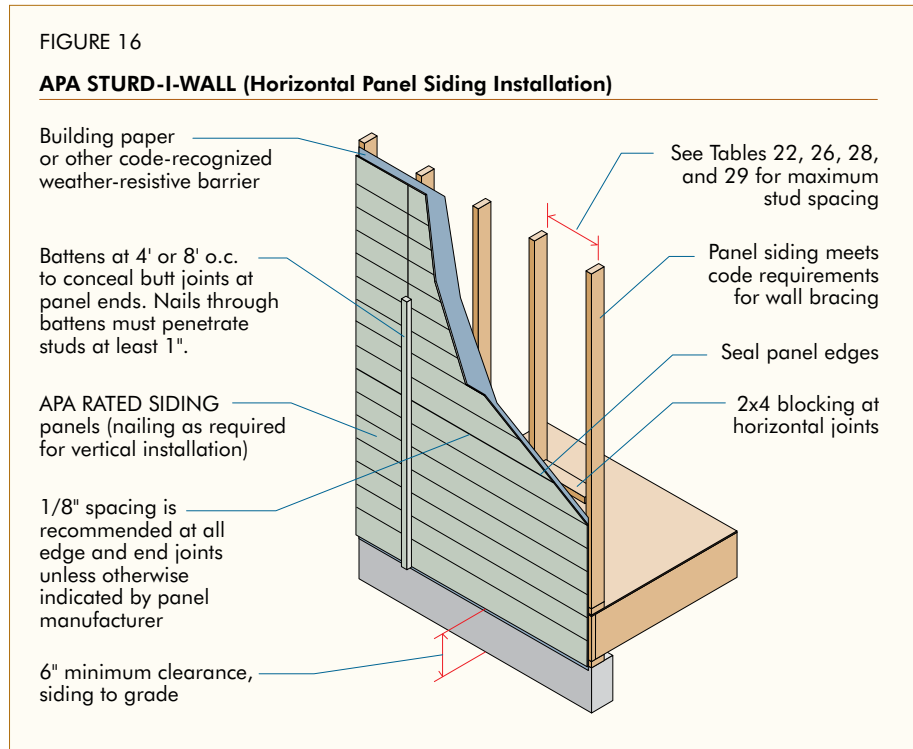 FIGURE 16
APA STURD-I-WALL (Horizontal Panel Siding Installation)
Building paper
or other code-recognized
weather-resistive barrier
Battens at 4' or 8' o.c.
to conceal butt joints at
panel ends. Nails through
battens must penetrate
studs at least 1".
APA RATED SIDING
panels (nailing as required
for vertical installation)
1/8" spacing is
recommended at all
edge and end joints
unless otherwise
indicated by panel
manufacturer
6" minimum clearance,
siding to grade
See Tables 22, 26, 28,
and 29 for maximum
stud spacing
Panel siding meets
code requirements
for wall bracing
Seal panel edges
2x4 blocking at
horizontal joints